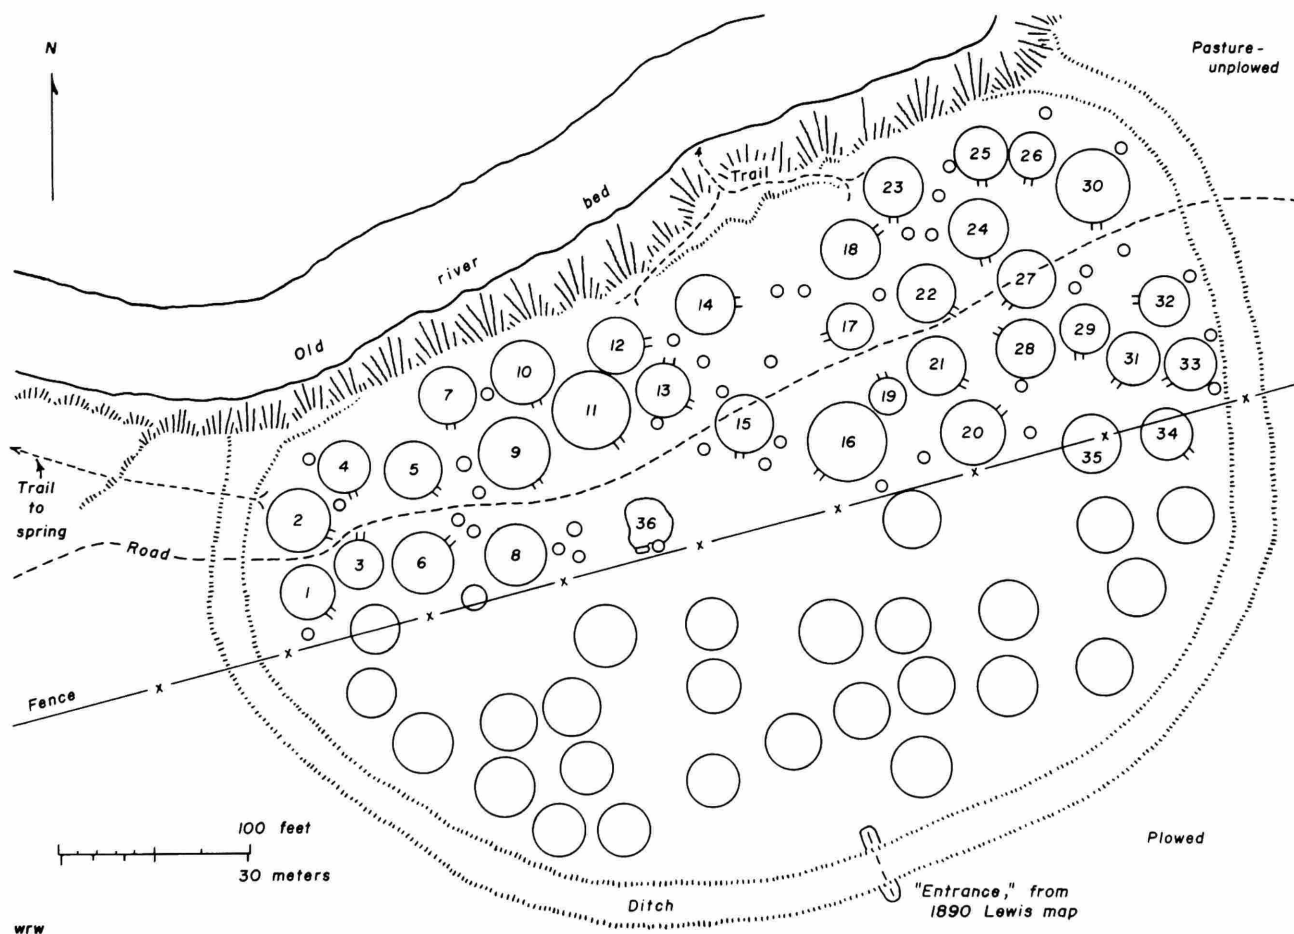 N
Pasture-
unplowed
Trail
bed
river
Old
Trail
to
spring
Road
Fence
25
26
30
23
24
18
27
22
32
14
17
29
12
28
31
33
10
21
13
19
7
11
15
16
20
34
35
9
4
5
2
36
3
6
8
1
100 feet
30 meters
Ditch
Plowed
"Entrance," from
1890 Lewis map
wrw
x
x
x
x
x
x
x
x
x